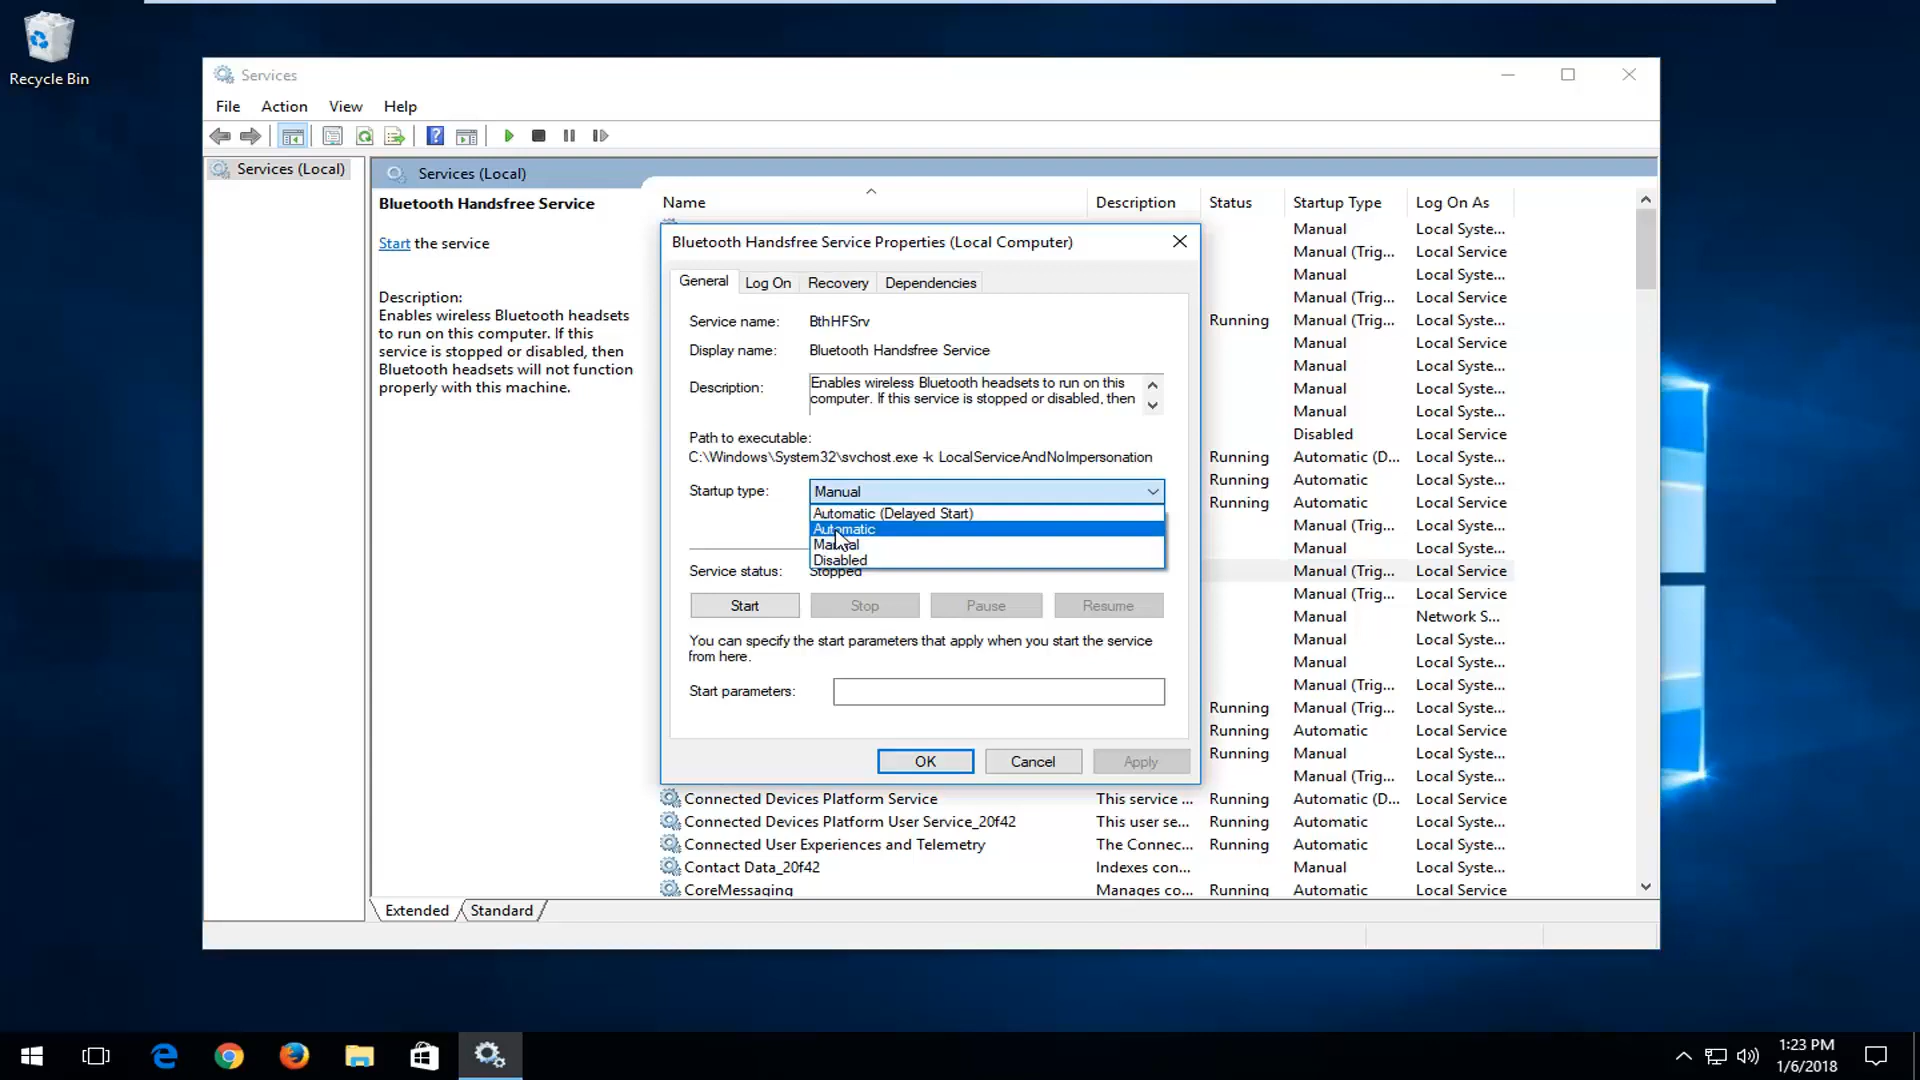 Recycle Bin
Services
File Action View Help
Services (Local)
Services (Local)
Bluetooth Handsfree Service
Start the service
Description:
Enables wireless Bluetooth headsets
to run on this computer. If this
service is stopped or disabled, then
Bluetooth headsets will not function
properly with this machine.
Name Description Status Startup Type Log On As
Manual Local Syste...
Manual (Trig... Local Service
Manual Local Syste...
Manual (Trig... Local Service
Running Manual (Trig... Local Syste...
Manual Local Service
Manual Local Syste...
Manual Local Syste...
Manual Local Syste...
Disabled Local Service
Running Automatic (D... Local Syste...
Running Automatic Local Syste...
Running Automatic Local Service
Manual (Trig... Local Syste...
Manual Local Syste...
Manual (Trig... Local Service
Manual (Trig... Local Service
Manual Network S...
Manual Local Syste...
Manual Local Syste...
Manual (Trig... Local Syste...
Running Manual (Trig... Local Syste...
Running Automatic Local Syste...
Running Manual Local Syste...
Manual (Trig... Local Syste...
Connected Devices Platform Service This service ... Running Automatic (D... Local Service
Connected Devices Platform User Service_20f42 This user se... Running Automatic Local Syste...
Connected User Experiences and Telemetry The Connec... Running Automatic Local Syste...
Contact Data_20f42 Indexes con... Manual Local Syste...
CoreMessaging Manages co... Running Automatic Local Service
Bluetooth Handsfree Service Properties (Local Computer)
General Log On Recovery Dependencies
Service name: BthHFSrv
Display name: Bluetooth Handsfree Service
Description: Enables wireless Bluetooth headsets to run on this
computer. If this service is stopped or disabled, then
Path to executable:
C:\Windows\System32\svchost.exe -k LocalServiceAndNoImpersonation
Startup type: Manual
Automatic (Delayed Start)
Automatic
Manual
Disabled
Service status: Stopped
Start Stop Pause Resume
You can specify the start parameters that apply when you start the service
from here.
Start parameters:
OK Cancel Apply
Extended Standard
1:23 PM
1/6/2018